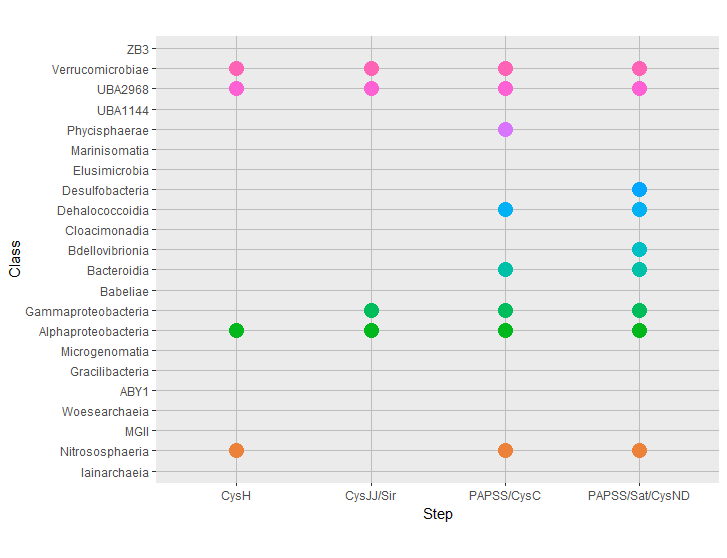 ZB3
Verrucomicrobiae
UBA2968
UBA1144
Phycisphaerae
Marinisomatia
Elusimicrobia
Desulfobacteria
Dehalococcoidia
Cloacimonadia
Bdellovibrionia
Bacteroidia
Babeliae
Gammaproteobacteria
Alphaproteobacteria
Microgenomatia
Gracilibacteria
ABY1
Woesearchaeia
MGII
Nitrososphaeria
Iainarchaeia
Class
CysH CysJJ/Sir PAPSS/CysC PAPSS/Sat/CysND
Step